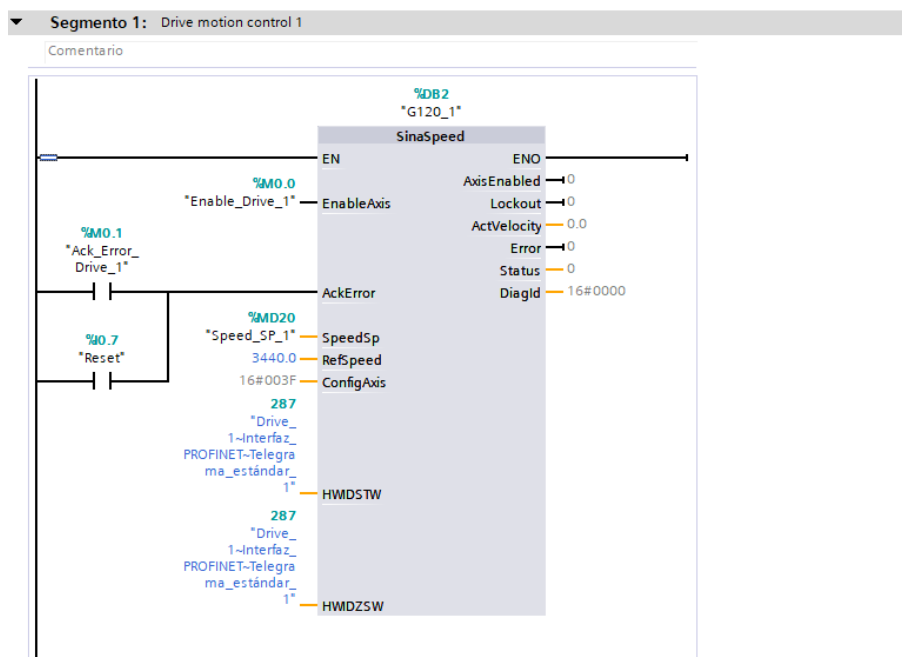 Segmento 1: Drive motion control 1
Comentario
%DB2
"G120_1"
SinaSpeed
EN
ENO
%M0.0
"Enable_Drive_1"
EnableAxis
AxisEnabled
0
Lockout
0
ActVelocity
0.0
Error
0
Status
0
%M0.1
"Ack_Error_
Drive_1"
AckError
DiagId
16#0000
%MD20
"Speed_SP_1"
SpeedSp
%I0.7
"Reset"
3440.0
RefSpeed
16#003F
ConfigAxis
287
"Drive_
1~Interfaz_
PROFINET~Telegra
ma_estándar_
1"
HWIDSTW
287
"Drive_
1~Interfaz_
PROFINET~Telegra
ma_estándar_
1"
HWIDZSW